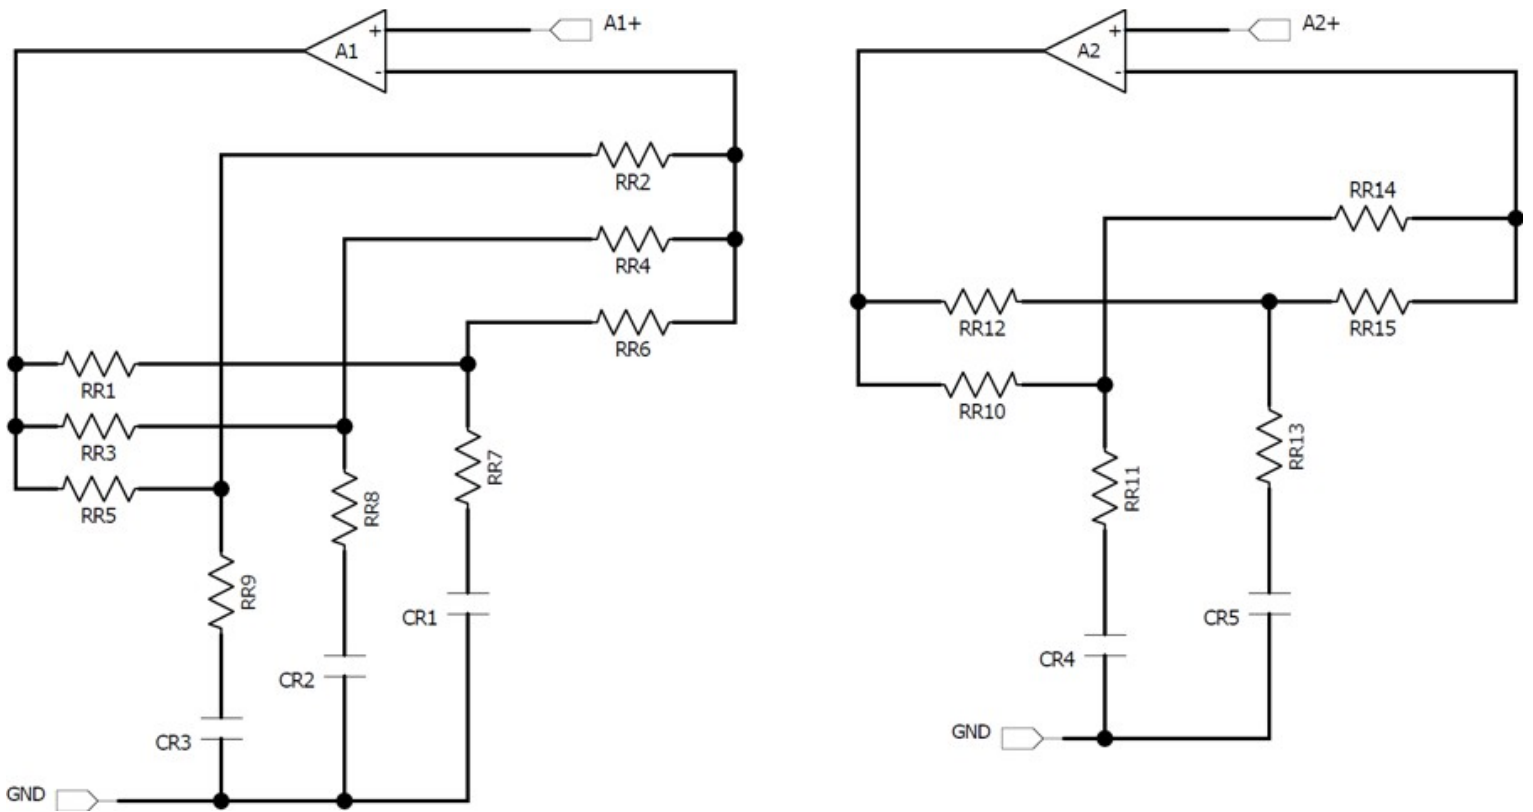 A1
+
-
A1+
A2
+
-
A2+
RR2
RR4
RR6
RR1
RR3
RR5
RR7
RR8
RR9
CR1
CR2
CR3
GND
RR14
RR12
RR15
RR10
RR13
RR11
CR5
CR4
GND